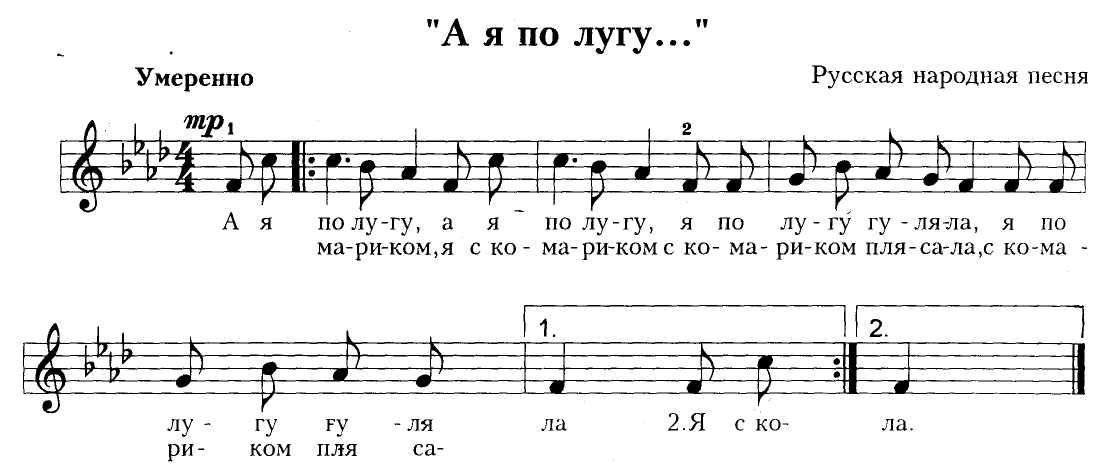 "А я по лугу..."
Умеренно
Русская народная песня
mp 1 2
4
4
А я по лу-гу, а я по лу-гу, я по лу-гу гу-ля-ла, я по
ма-ри-ком,я с ко-ма-ри-ком с ко-ма-ри-ком пля-са-ла,с ко-ма-
1. 2.
лу- гу гу -ля ла 2.Я с ко- ла.
ри- ком пля са-